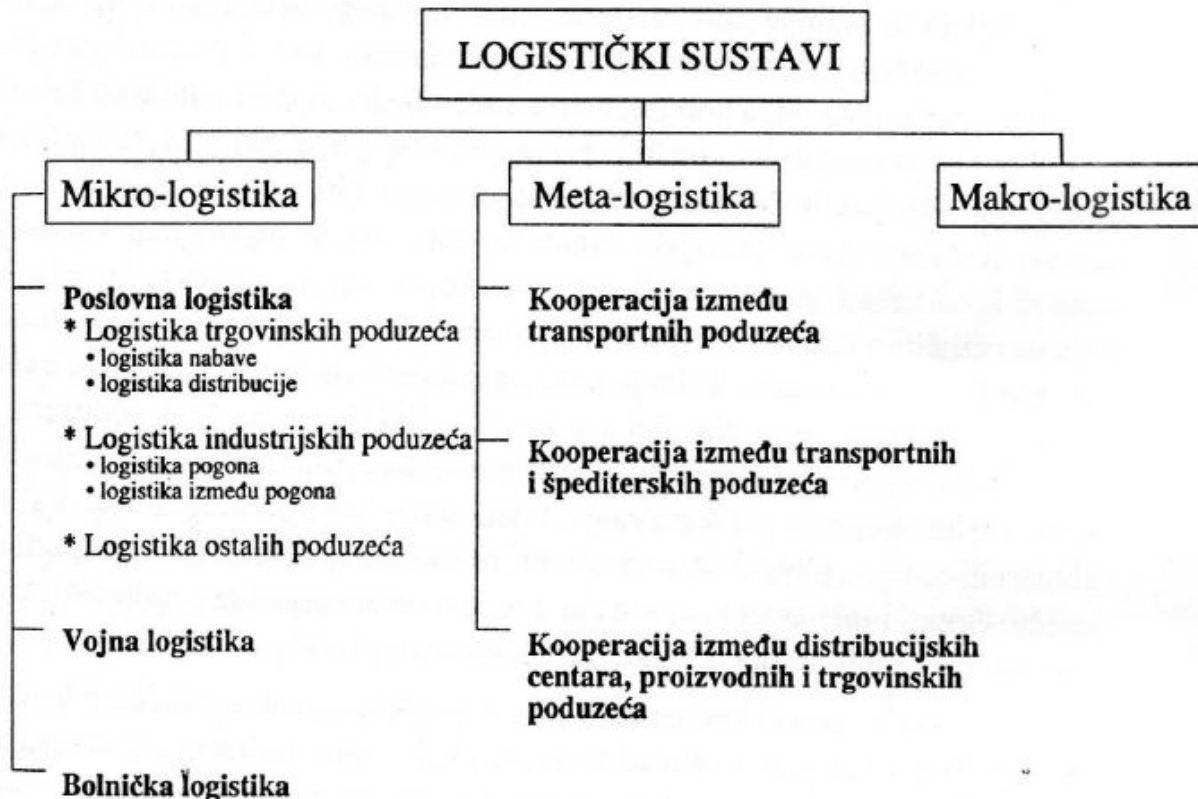 LOGISTIČKI SUSTAVI
Mikro-logistika
Poslovna logistika
* Logistika trgovinskih poduzeća
• logistika nabave
• logistika distribucije
* Logistika industrijskih poduzeća
• logistika pogona
• logistika između pogona
* Logistika ostalih poduzeća
Vojna logistika
Bolnička logistika
Meta-logistika
Kooperacija između
transportnih poduzeća
Kooperacija između transportnih
i špediterskih poduzeća
Kooperacija između distribucijskih
centara, proizvodnih i trgovinskih
poduzeća
Makro-logistika